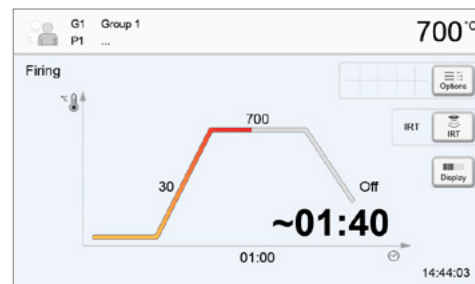 G1 Group 1
P1 ...
700°C
Firing
Options
°C
700
IRT
IRT
30
Off
Display
~01:40
01:00
14:44:03